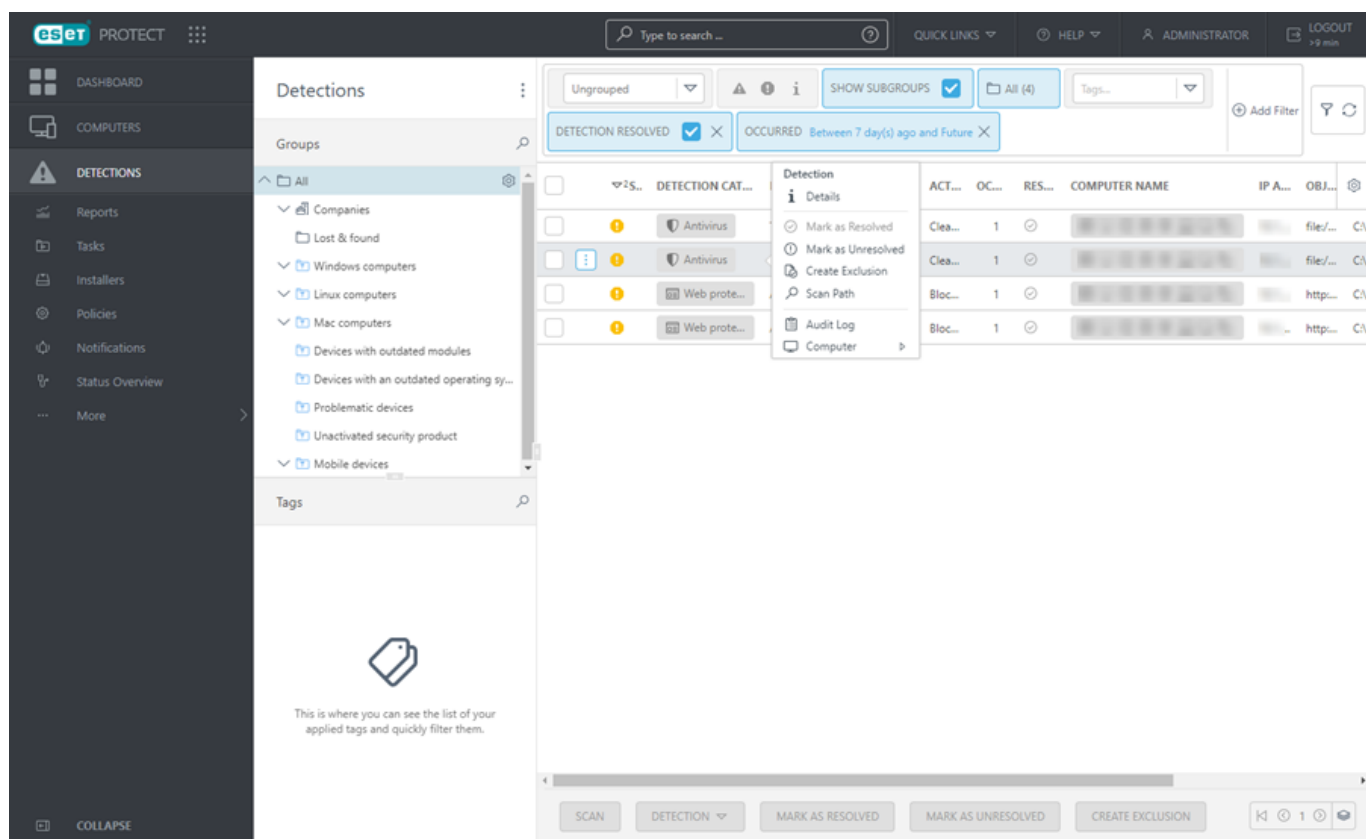 eset PROTECT
Type to search ...
QUICK LINKS
HELP
ADMINISTRATOR
LOGOUT
>9 min
DASHBOARD
COMPUTERS
DETECTIONS
Reports
Tasks
Installers
Policies
Notifications
Status Overview
More
COLLAPSE
Detections
Groups
All
Companies
Lost & found
Windows computers
Linux computers
Mac computers
Devices with outdated modules
Devices with an outdated operating sy...
Problematic devices
Unactivated security product
Mobile devices
Tags
This is where you can see the list of your
applied tags and quickly filter them.
Ungrouped
SHOW SUBGROUPS
All (4)
Tags...
Add Filter
DETECTION RESOLVED
OCCURRED Between 7 day(s) ago and Future
2 S.. DETECTION CAT... ACT... OC... RES... COMPUTER NAME IP A... OBJ...
Antivirus Clea... 1 file:/... C:\
Antivirus Clea... 1 file:/... C:\
Web prote... Bloc... 1 http:... C:\
Web prote... Bloc... 1 http:... C:\
Detection
Details
Mark as Resolved
Mark as Unresolved
Create Exclusion
Scan Path
Audit Log
Computer
SCAN
DETECTION
MARK AS RESOLVED
MARK AS UNRESOLVED
CREATE EXCLUSION
1